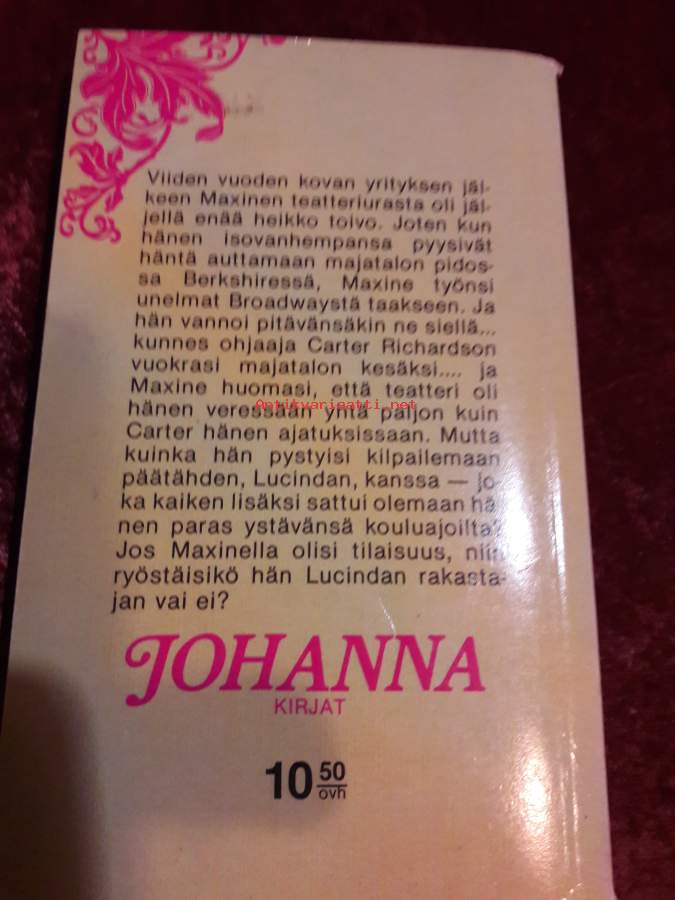 Viiden vuoden kovan yrityksen jäl-
keen Maxinen teatteriurasta oli jäl-
jellä enää heikko toivo. Joten kun
hänen isovanhempansa pyysivät
häntä auttamaan majatalon pidos-
sa Berkshiressä, Maxine työnsi
unelmat Broadwaystä taakseen. Ja
hän vannoi pitävänsäkin ne siellä...
kunnes ohjaaja Carter Richardson
vuokrasi majatalon kesäksi.... ja
Maxine huomasi, että teatteri oli
Antikvariaatti.net
hänen veressään yhtä paljon kuin
Carter hänen ajatuksissaan. Mutta
kuinka hän pystyisi kilpailemaan
päätähden, Lucindan, kanssa — jo-
ka kaiken lisäksi sattui olemaan hä-
nen paras ystävänsä kouluajoilta?
Jos Maxinella olisi tilaisuus, niin
ryöstäisikö hän Lucindan rakasta-
jan vai ei?
JOHANNA
KIRJAT
10 50
ovh